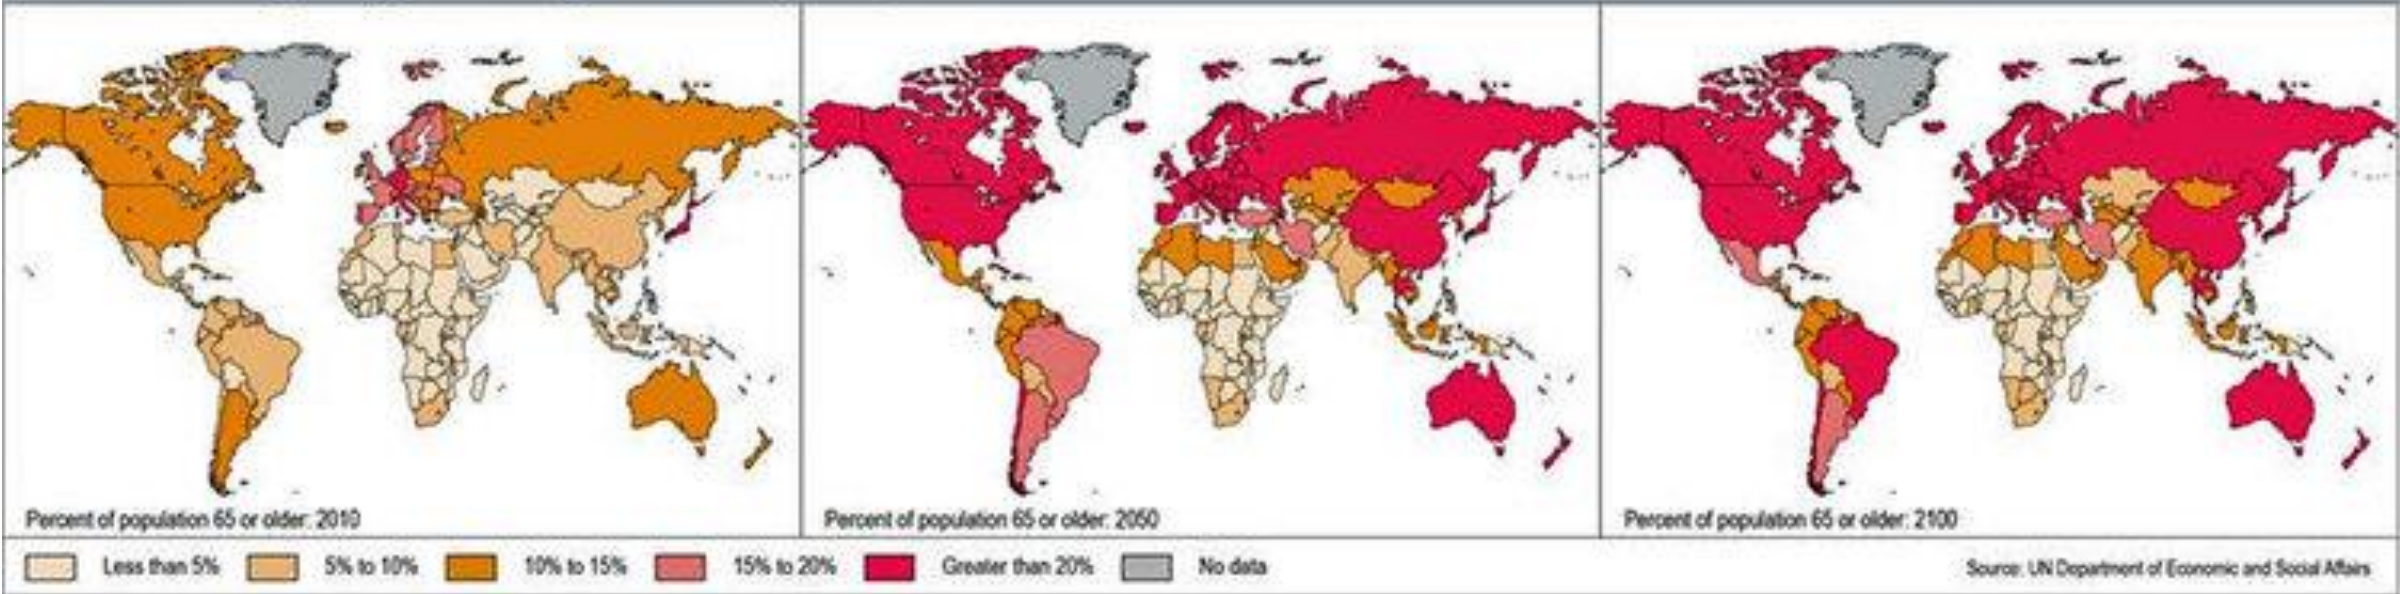 Percent of population 65 or older: 2010
Percent of population 65 or older: 2050
Percent of population 65 or older: 2100
Less than 5%
5% to 10%
10% to 15%
15% to 20%
Greater than 20%
No data
Source: UN Department of Economic and Social Affairs